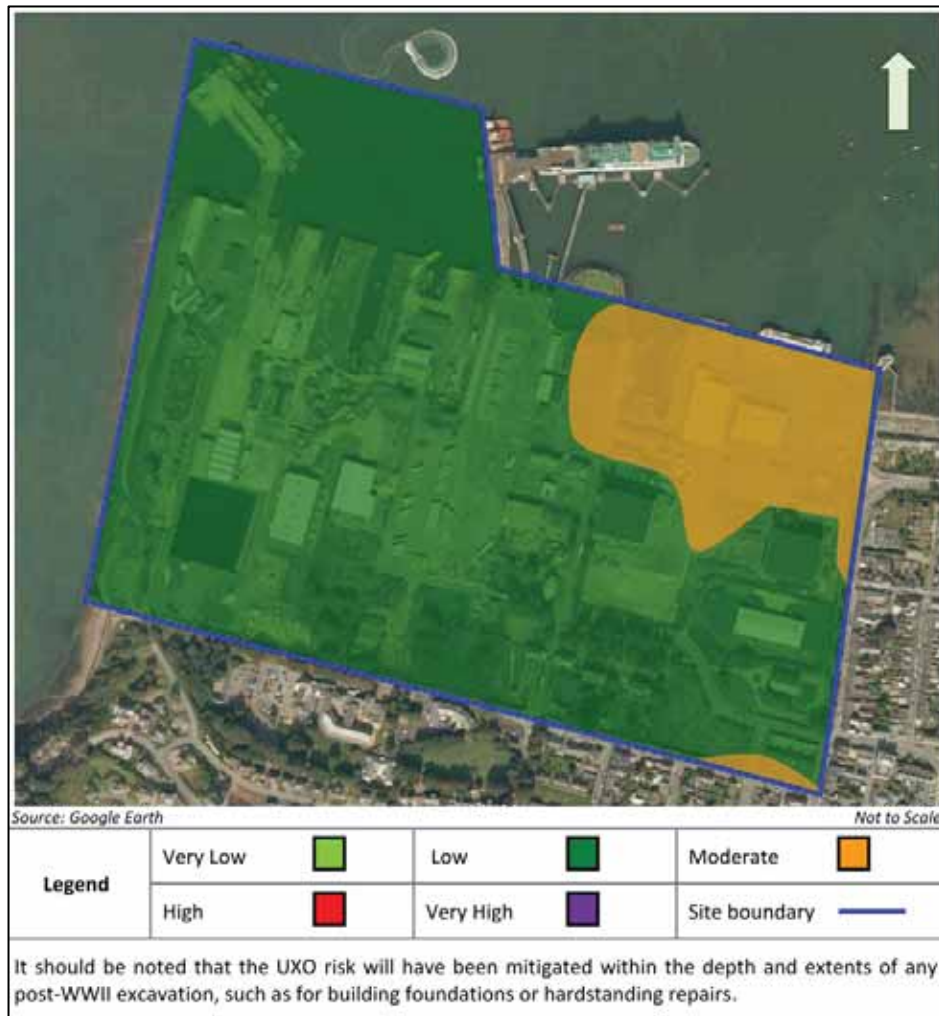 Source: Google Earth
Not to Scale
Legend
Very Low
Low
Moderate
High
Very High
Site boundary
It should be noted that the UXO risk will have been mitigated within the depth and extents of any
post-WWII excavation, such as for building foundations or hardstanding repairs.